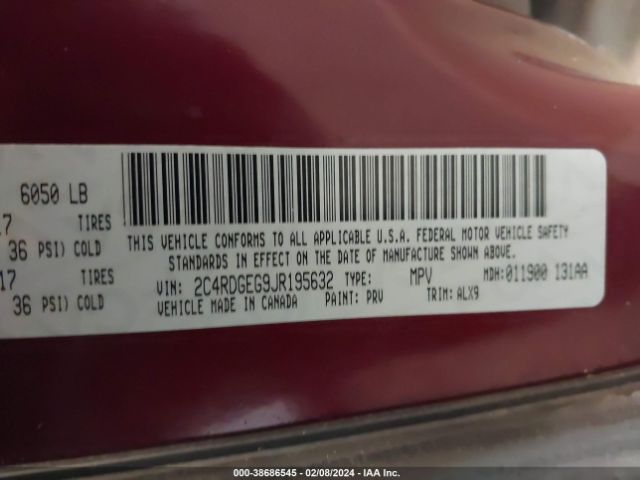 6050 LB
17 TIRES
36 PSI) COLD
17 TIRES
36 PSI) COLD
THIS VEHICLE CONFORMS TO ALL APPLICABLE U.S.A. FEDERAL MOTOR VEHICLE SAFETY
STANDARDS IN EFFECT ON THE DATE OF MANUFACTURE SHOWN ABOVE.
VIN: 2C4RDGEG9JR195632 TYPE: MPV MDH:011900 131AA
VEHICLE MADE IN CANADA PAINT: PRV TRIM: ALX9
000-38686545 - 02/08/2024 - IAA Inc.